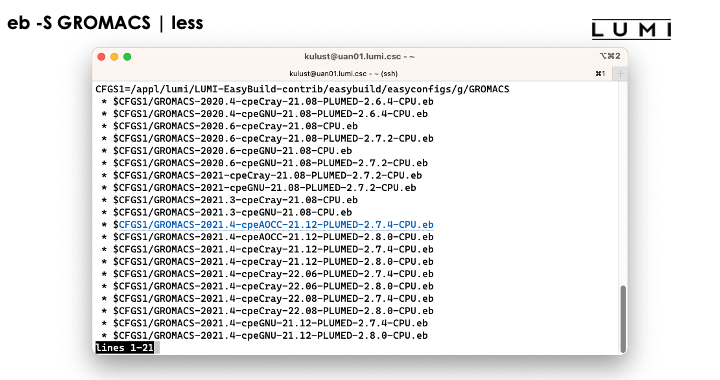 eb -S GROMACS | less
LUMI
kulust@uan01.lumi.csc - ~ (ssh)
⌥⌘2
kulust@uan01.lumi.csc - ~ (ssh)
⌘1
+
CFGS1=/appl/lumi/LUMI-EasyBuild-contrib/easybuild/easyconfigs/g/GROMACS
* $CFGS1/GROMACS-2020.4-cpeCray-21.08-PLUMED-2.6.4-CPU.eb
* $CFGS1/GROMACS-2020.4-cpeGNU-21.08-PLUMED-2.6.4-CPU.eb
* $CFGS1/GROMACS-2020.6-cpeCray-21.08-CPU.eb
* $CFGS1/GROMACS-2020.6-cpeCray-21.08-PLUMED-2.7.2-CPU.eb
* $CFGS1/GROMACS-2020.6-cpeGNU-21.08-CPU.eb
* $CFGS1/GROMACS-2020.6-cpeGNU-21.08-PLUMED-2.7.2-CPU.eb
* $CFGS1/GROMACS-2021-cpeCray-21.08-PLUMED-2.7.2-CPU.eb
* $CFGS1/GROMACS-2021-cpeGNU-21.08-PLUMED-2.7.2-CPU.eb
* $CFGS1/GROMACS-2021.3-cpeCray-21.08-CPU.eb
* $CFGS1/GROMACS-2021.3-cpeGNU-21.08-CPU.eb
* $CFGS1/GROMACS-2021.4-cpeAOCC-21.12-PLUMED-2.7.4-CPU.eb
* $CFGS1/GROMACS-2021.4-cpeAOCC-21.12-PLUMED-2.8.0-CPU.eb
* $CFGS1/GROMACS-2021.4-cpeCray-21.12-PLUMED-2.7.4-CPU.eb
* $CFGS1/GROMACS-2021.4-cpeCray-21.12-PLUMED-2.8.0-CPU.eb
* $CFGS1/GROMACS-2021.4-cpeCray-22.06-PLUMED-2.7.4-CPU.eb
* $CFGS1/GROMACS-2021.4-cpeCray-22.06-PLUMED-2.8.0-CPU.eb
* $CFGS1/GROMACS-2021.4-cpeCray-22.08-PLUMED-2.7.4-CPU.eb
* $CFGS1/GROMACS-2021.4-cpeCray-22.08-PLUMED-2.8.0-CPU.eb
* $CFGS1/GROMACS-2021.4-cpeGNU-21.12-PLUMED-2.7.4-CPU.eb
* $CFGS1/GROMACS-2021.4-cpeGNU-21.12-PLUMED-2.8.0-CPU.eb
lines 1-21